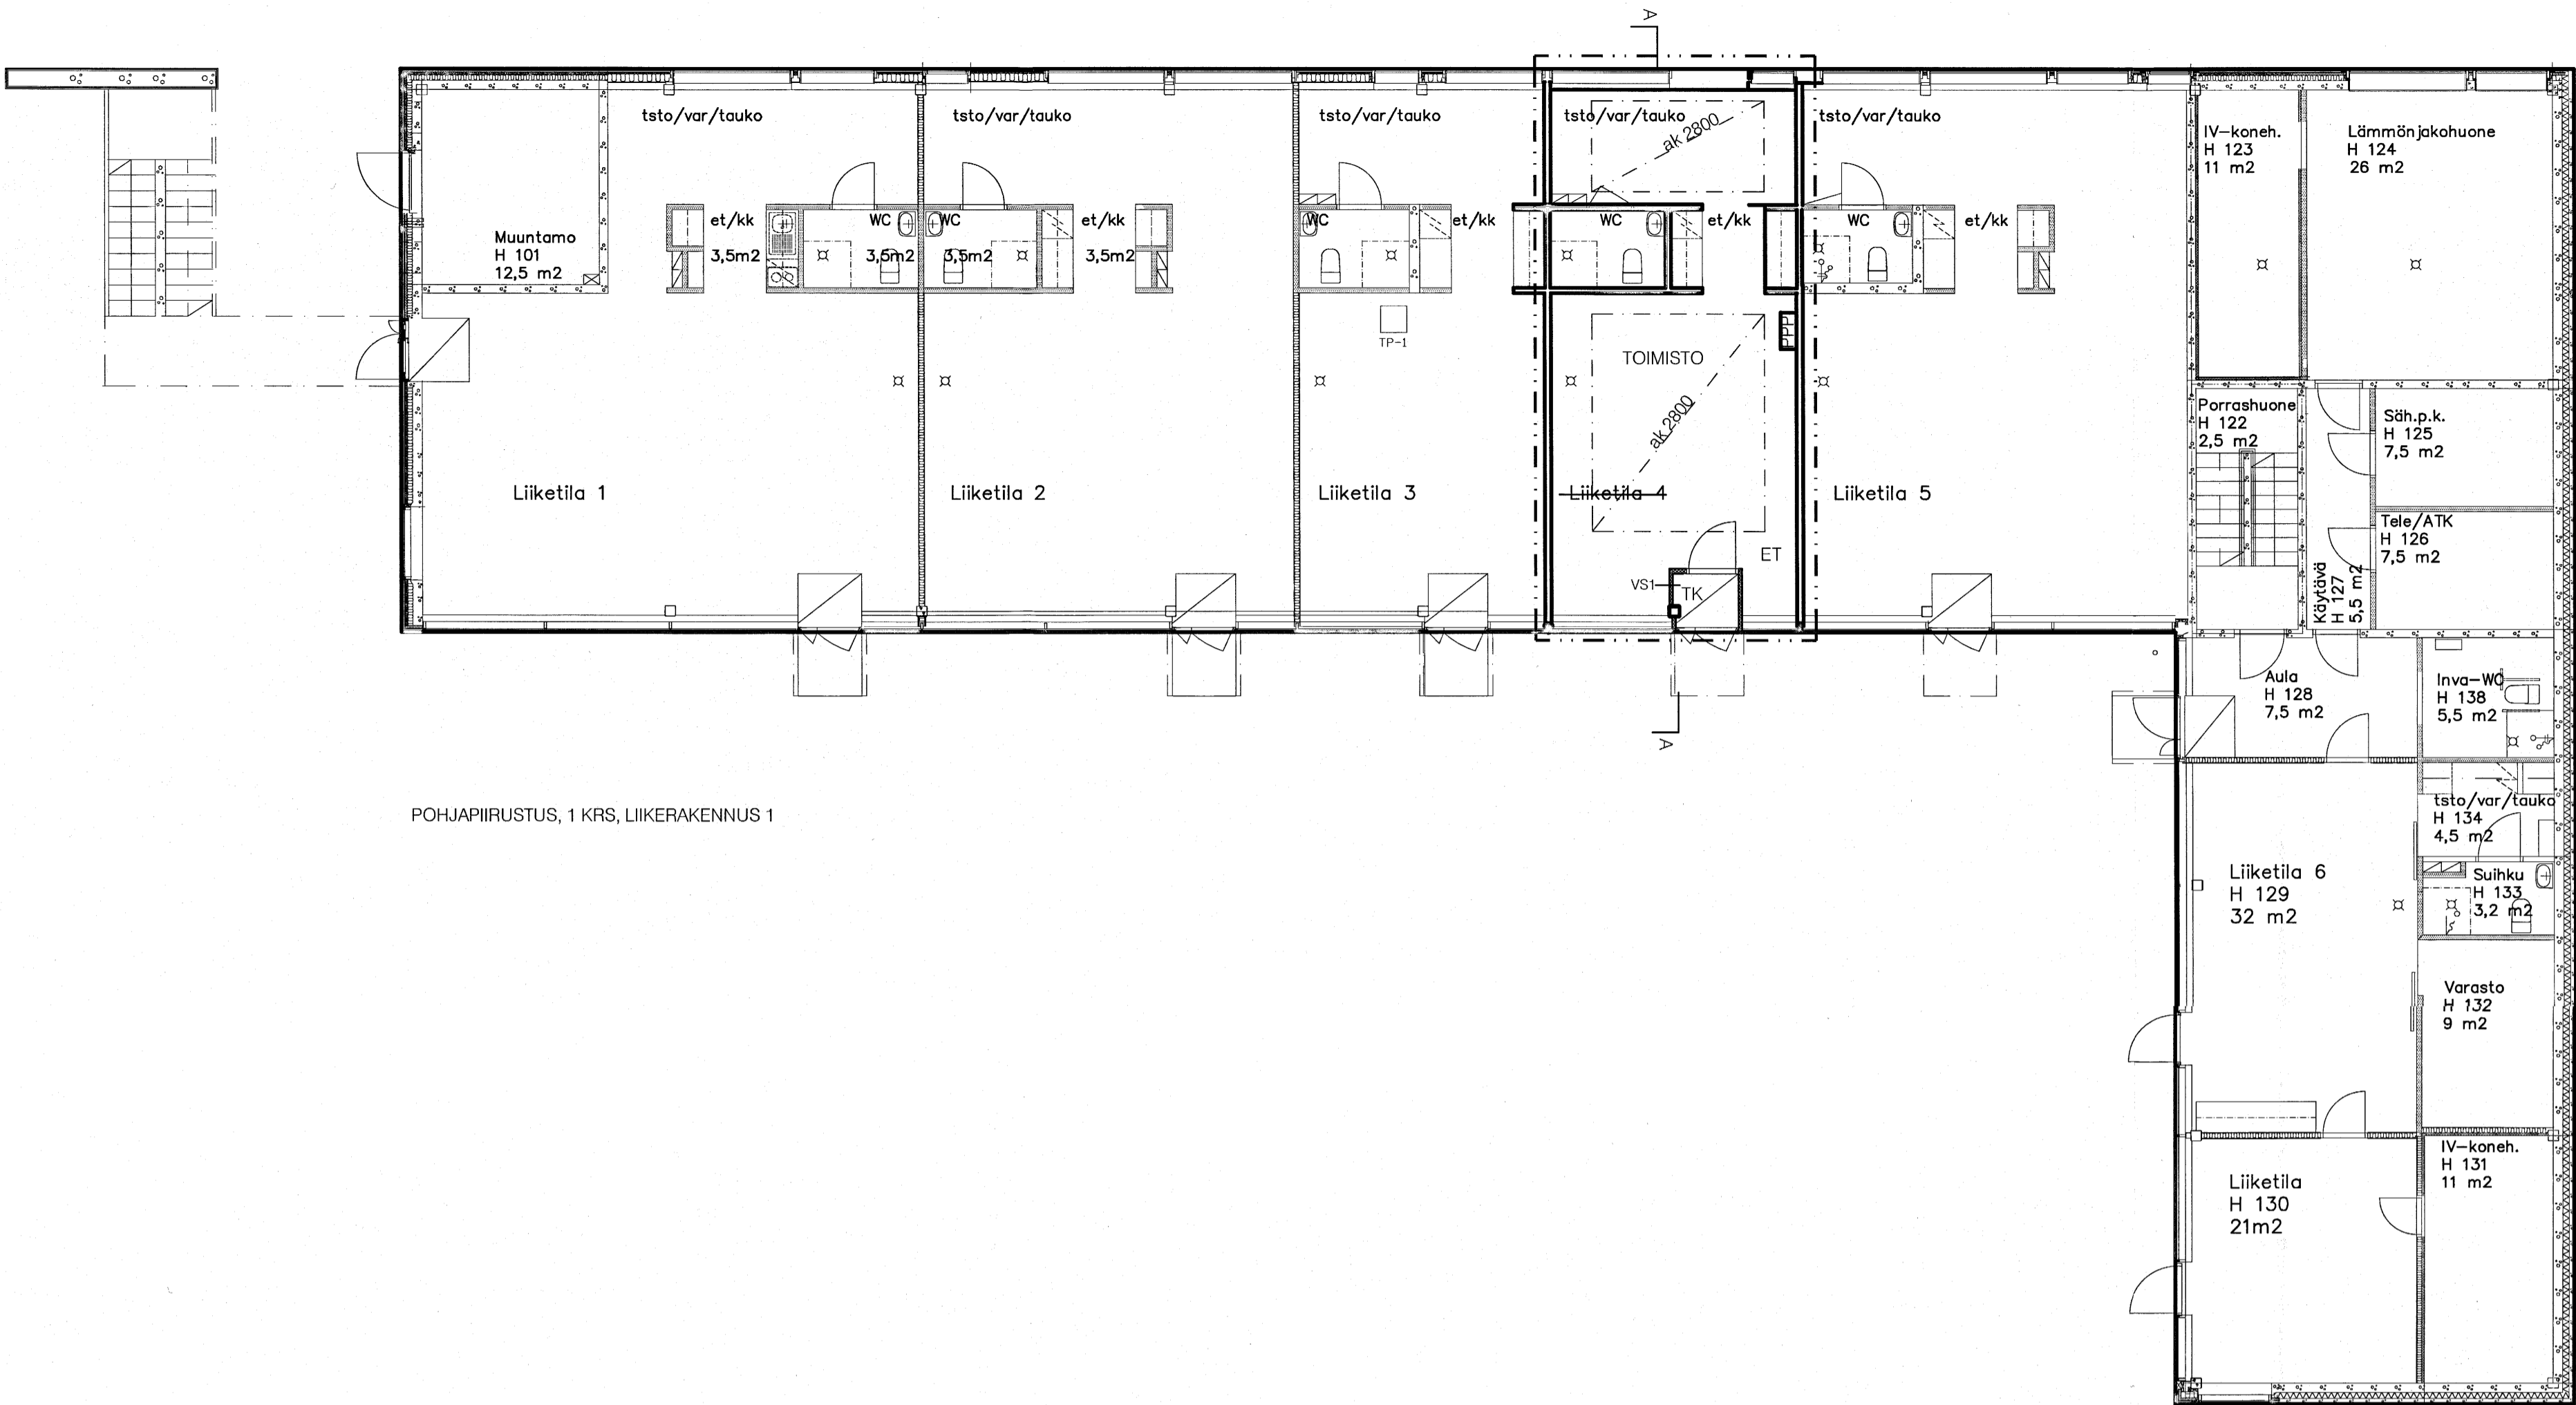 A
tsto/var/tauko
tsto/var/tauko
tsto/var/tauko
tsto/var/tauko
tsto/var/tauko
ak 2800
IV-koneh.
H 123
11 m2
Lämmönjakohuone
H 124
26 m2
Muuntamo
H 101
12,5 m2
et/kk
3,5m2
WC
3,5m2
WC
3,5m2
et/kk
3,5m2
WC
et/kk
WC
et/kk
WC
et/kk
TP-1
TOIMISTO
ak 2800
PPP
Porrashuone
H 122
2,5 m2
Säh.p.k.
H 125
7,5 m2
Liiketila 1
Liiketila 2
Liiketila 3
Liiketila 4
Liiketila 5
Tele/ATK
H 126
7,5 m2
ET
VS1
TK
Käytävä
H 127
5,5 m2
A
Aula
H 128
7,5 m2
Inva-WC
H 138
5,5 m2
POHJAPIIRUSTUS, 1 KRS, LIIKERAKENNUS 1
tsto/var/tauko
H 134
4,5 m2
Liiketila 6
H 129
32 m2
Suihku
H 133
3,2 m2
Varasto
H 132
9 m2
IV-koneh.
H 131
11 m2
Liiketila
H 130
21m2